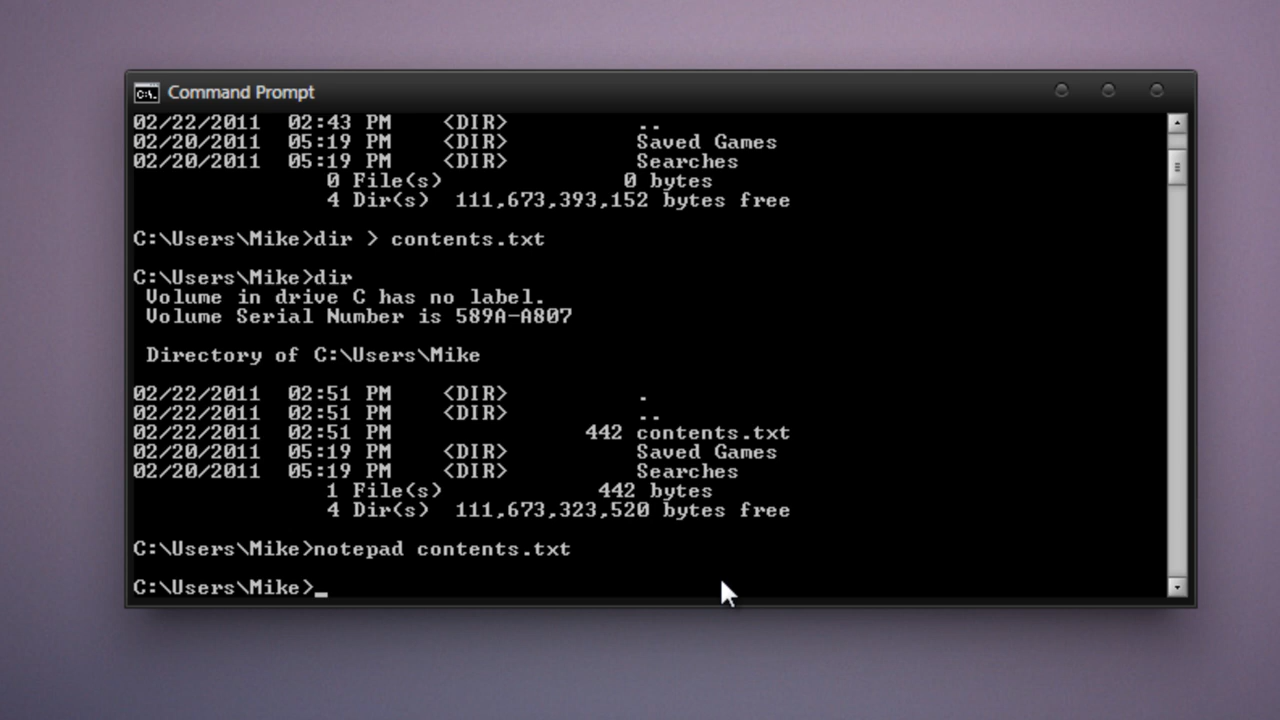 Command Prompt
02/22/2011  02:43 PM    <DIR>          ..
02/20/2011  05:19 PM    <DIR>          Saved Games
02/20/2011  05:19 PM    <DIR>          Searches
               0 File(s)              0 bytes
               4 Dir(s)  111,673,393,152 bytes free
C:\Users\Mike>dir > contents.txt
C:\Users\Mike>dir
 Volume in drive C has no label.
 Volume Serial Number is 589A-A807
 Directory of C:\Users\Mike
02/22/2011  02:51 PM    <DIR>          .
02/22/2011  02:51 PM    <DIR>          ..
02/22/2011  02:51 PM               442 contents.txt
02/20/2011  05:19 PM    <DIR>          Saved Games
02/20/2011  05:19 PM    <DIR>          Searches
               1 File(s)            442 bytes
               4 Dir(s)  111,673,323,520 bytes free
C:\Users\Mike>notepad contents.txt
C:\Users\Mike>_